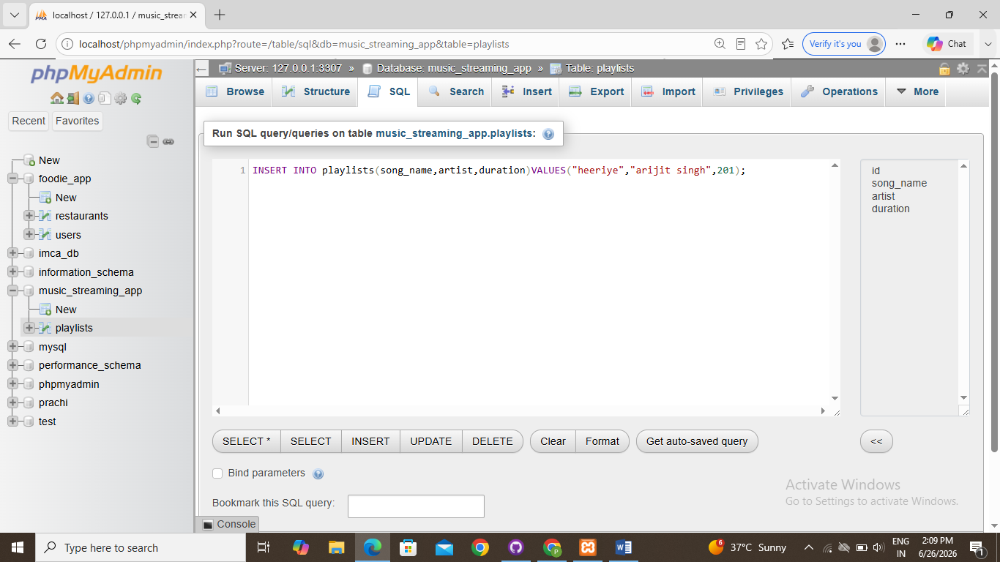 localhost / 127.0.0.1 / music_strear
localhost/phpmyadmin/index.php?route=/table/sql&db=music_streaming_app&table=playlists
Verify it's you
Chat
phpMyAdmin
Recent
Favorites
New
foodie_app
New
restaurants
users
imca_db
information_schema
music_streaming_app
New
playlists
mysql
performance_schema
phpmyadmin
prachi
test
Server: 127.0.0.1:3307 » Database: music_streaming_app » Table: playlists
Browse Structure SQL Search Insert Export Import Privileges Operations More
Run SQL query/queries on table music_streaming_app.playlists:
1 INSERT INTO playlists(song_name,artist,duration)VALUES("heeriye","arijit singh",201);
id
song_name
artist
duration
SELECT * SELECT INSERT UPDATE DELETE Clear Format Get auto-saved query <<
Bind parameters
Bookmark this SQL query:
Console
Activate Windows
Go to Settings to activate Windows.
Type here to search
6
37°C Sunny
ENG
IN
2:09 PM
6/26/2026
1